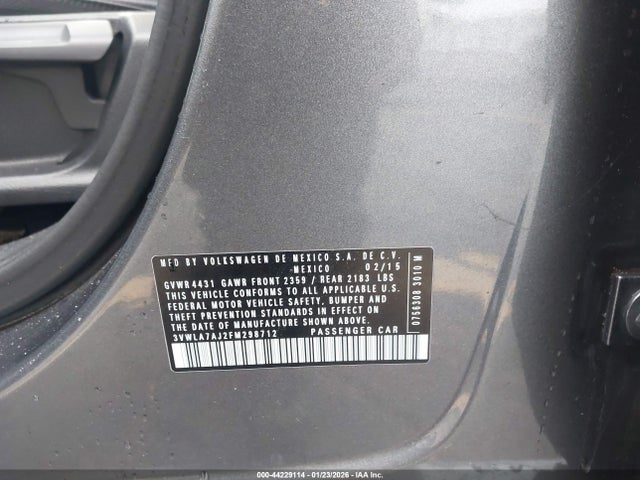 MFD BY VOLKSWAGEN DE MEXICO S.A. DE C.V.
MEXICO 02/15
GVWR4431 GAWR FRONT 2359 / REAR 2183 LBS
THIS VEHICLE CONFORMS TO ALL APPLICABLE U.S.
FEDERAL MOTOR VEHICLE SAFETY, BUMPER AND
THEFT PREVENTION STANDARDS IN EFFECT ON THE
DATE OF MANUFACTURE SHOWN ABOVE.
3VWLA7AJ2FM298712 PASSENGER CAR
0756308 3010 M
000-44229114 - 01/23/2026 - IAA Inc.